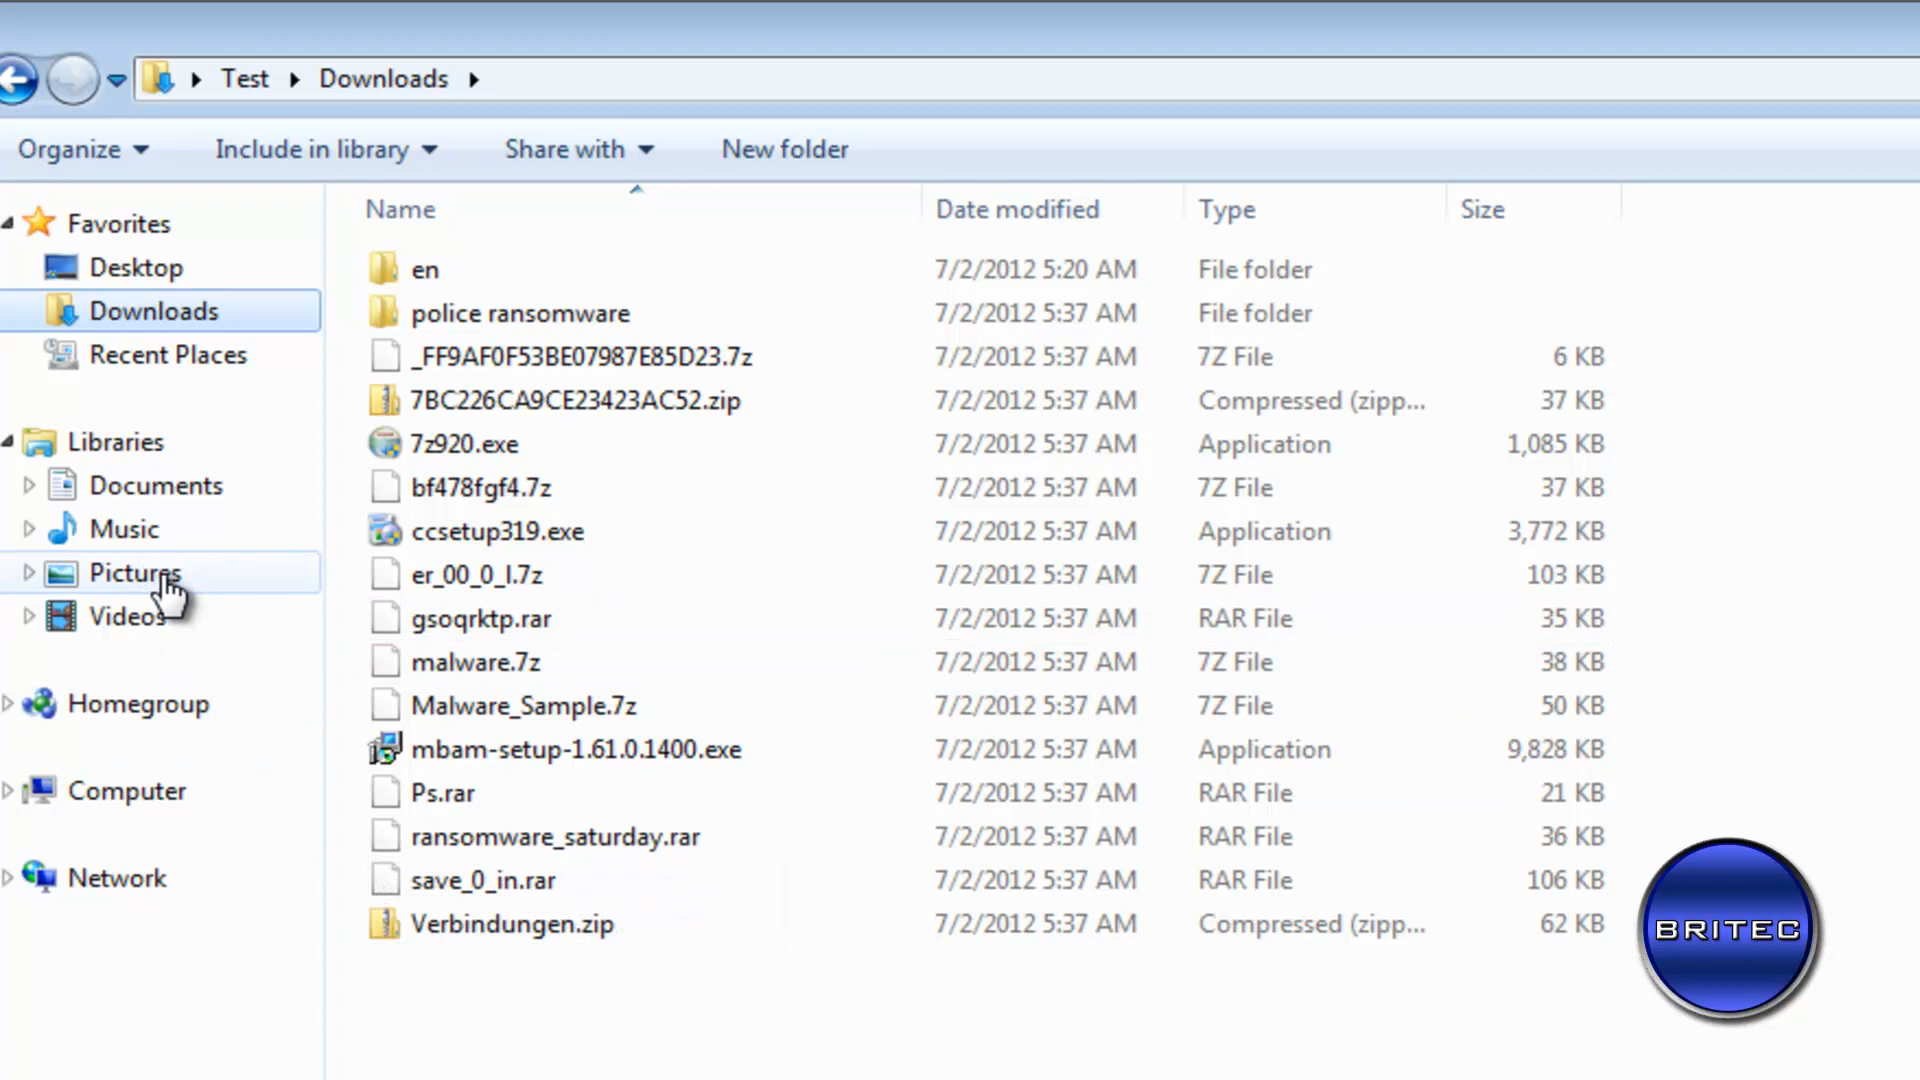 Test Downloads
Organize Include in library Share with New folder
Name Date modified Type Size
Favorites
Desktop
Downloads
Recent Places
Libraries
Documents
Music
Pictures
Videos
Homegroup
Computer
Network
en 7/2/2012 5:20 AM File folder
police ransomware 7/2/2012 5:37 AM File folder
_FF9AF0F53BE07987E85D23.7z 7/2/2012 5:37 AM 7Z File 6 KB
7BC226CA9CE23423AC52.zip 7/2/2012 5:37 AM Compressed (zipp... 37 KB
7z920.exe 7/2/2012 5:37 AM Application 1,085 KB
bf478fgf4.7z 7/2/2012 5:37 AM 7Z File 37 KB
ccsetup319.exe 7/2/2012 5:37 AM Application 3,772 KB
er_00_0_l.7z 7/2/2012 5:37 AM 7Z File 103 KB
gsoqrktp.rar 7/2/2012 5:37 AM RAR File 35 KB
malware.7z 7/2/2012 5:37 AM 7Z File 38 KB
Malware_Sample.7z 7/2/2012 5:37 AM 7Z File 50 KB
mbam-setup-1.61.0.1400.exe 7/2/2012 5:37 AM Application 9,828 KB
Ps.rar 7/2/2012 5:37 AM RAR File 21 KB
ransomware_saturday.rar 7/2/2012 5:37 AM RAR File 36 KB
save_0_in.rar 7/2/2012 5:37 AM RAR File 106 KB
Verbindungen.zip 7/2/2012 5:37 AM Compressed (zipp... 62 KB
BRITEC